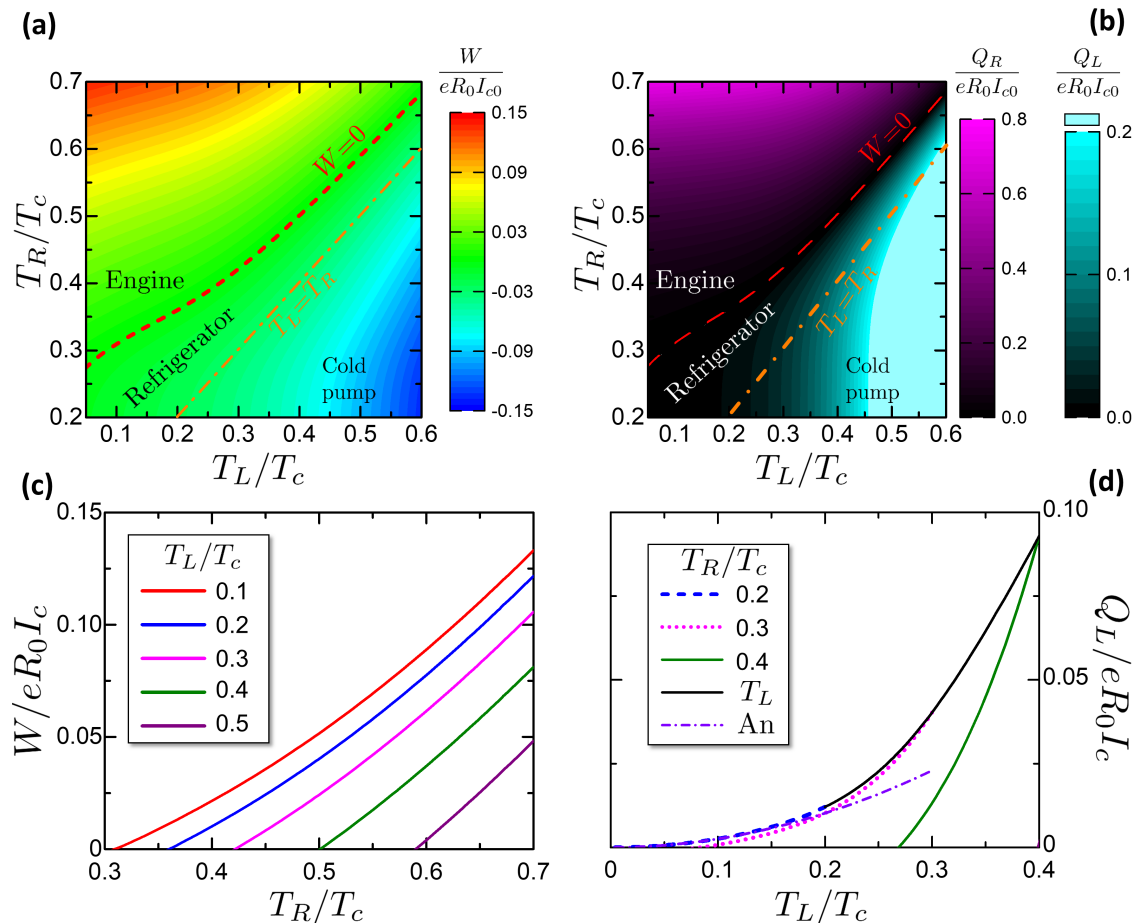 (a)
W
eR0Ic0
0.15
0.09
0.03
-0.03
-0.09
-0.15
TR/Tc
0.7
0.6
0.5
0.4
0.3
0.2
W=0
TL=TR
Engine
Refrigerator
Cold
pump
0.1 0.2 0.3 0.4 0.5 0.6
TL/Tc
(b)
QR
eR0Ic0
0.8
0.6
0.4
0.2
0.0
QL
eR0Ic0
0.2
0.1
0.0
TR/Tc
0.7
0.6
0.5
0.4
0.3
0.2
W=0
TL=TR
Engine
Refrigerator
Cold
pump
0.1 0.2 0.3 0.4 0.5 0.6
TL/Tc
(c)
W/eR0Ic
0.15
0.10
0.05
0
TL/Tc
0.1
0.2
0.3
0.4
0.5
0.3 0.4 0.5 0.6 0.7
TR/Tc
(d)
QL/eR0Ic
0.10
0.05
0
TR/Tc
0.2
0.3
0.4
TL
An
0.0 0.1 0.2 0.3 0.4
TL/Tc